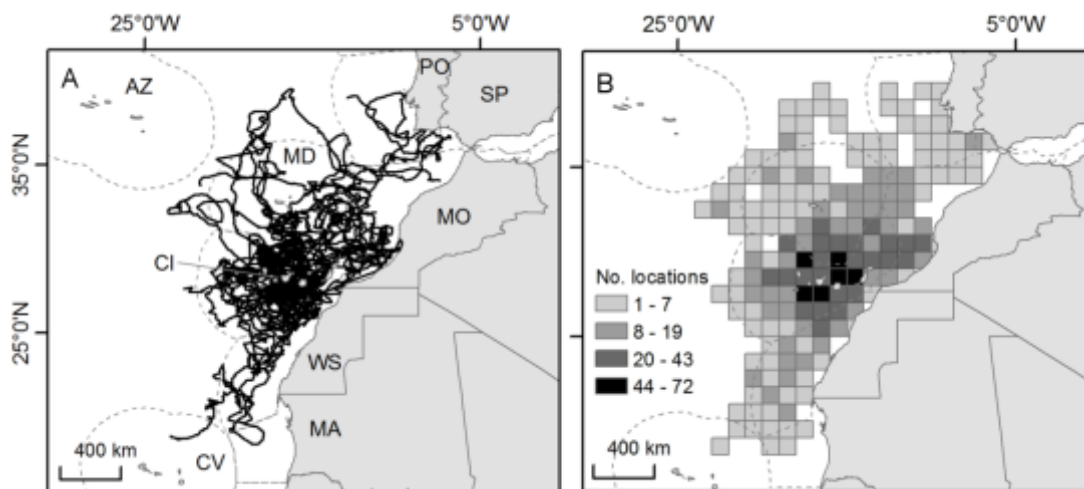 25°0'W 5°0'W 25°0'W 5°0'W
A
AZ
PO
SP
B
35°0'N
MD
MO
CI
No. locations
1 - 7
8 - 19
20 - 43
44 - 72
25°0'N
WS
MA
400 km
CV
400 km